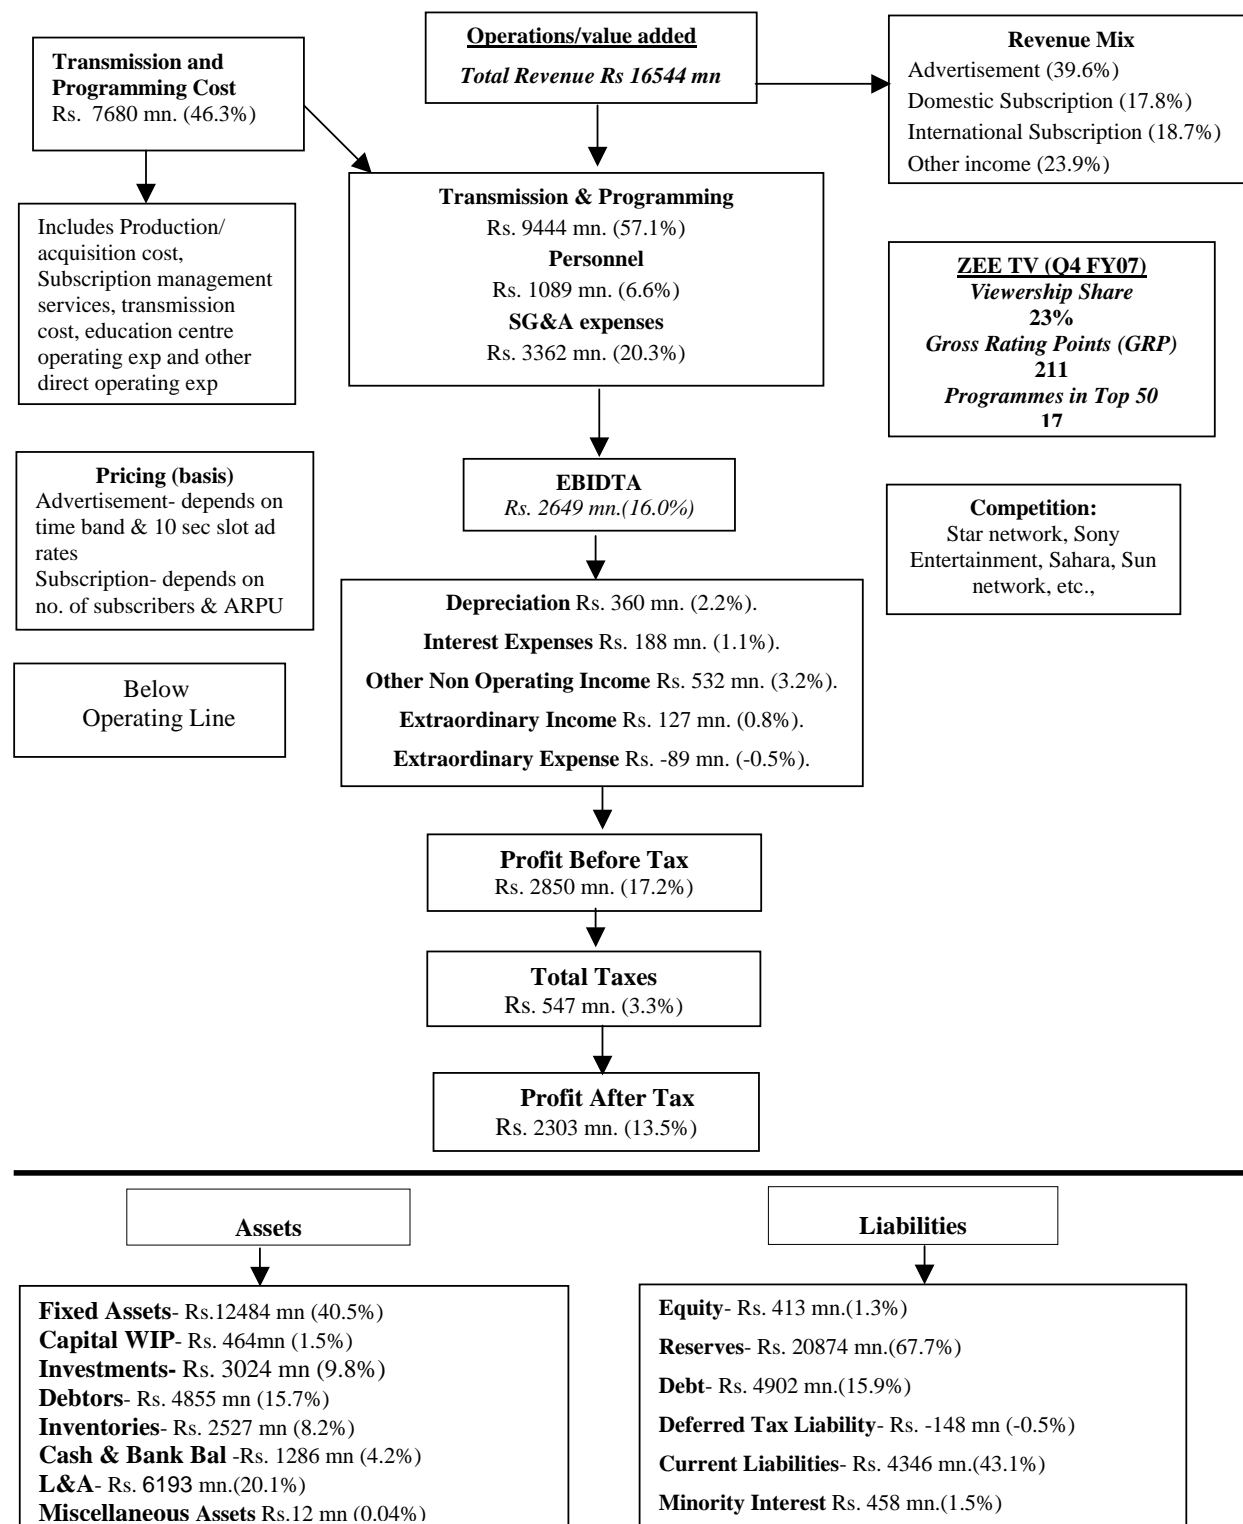 Transmission and
Programming Cost
Rs.  7680 mn. (46.3%)
Operations/value added
Total Revenue Rs 16544 mn
Revenue Mix
Advertisement (39.6%)
Domestic Subscription (17.8%)
International Subscription (18.7%)
Other income (23.9%)
Includes Production/
acquisition cost,
Subscription management
services, transmission
cost, education centre
operating exp and other
direct operating exp
Transmission & Programming
Rs. 9444 mn. (57.1%)
Personnel
Rs. 1089 mn. (6.6%)
SG&A expenses
Rs. 3362 mn. (20.3%)
ZEE TV (Q4 FY07)
Viewership Share
23%
Gross Rating Points (GRP)
211
Programmes in Top 50
17
Pricing (basis)
Advertisement- depends on
time band & 10 sec slot ad
rates
Subscription- depends on
no. of subscribers & ARPU
EBIDTA
Rs. 2649 mn.(16.0%)
Competition:
Star network, Sony
Entertainment, Sahara, Sun
network, etc.,
Below
Operating Line
Depreciation Rs. 360 mn. (2.2%).
Interest Expenses Rs. 188 mn. (1.1%).
Other Non Operating Income Rs. 532 mn. (3.2%).
Extraordinary Income Rs. 127 mn. (0.8%).
Extraordinary Expense Rs. -89 mn. (-0.5%).
Profit Before Tax
Rs. 2850 mn. (17.2%)
Total Taxes
Rs. 547 mn. (3.3%)
Profit After Tax
Rs. 2303 mn. (13.5%)
Assets
Fixed Assets- Rs.12484 mn (40.5%)
Capital WIP- Rs. 464mn (1.5%)
Investments- Rs. 3024 mn (9.8%)
Debtors- Rs. 4855 mn (15.7%)
Inventories- Rs. 2527 mn (8.2%)
Cash & Bank Bal -Rs. 1286 mn (4.2%)
L&A- Rs. 6193 mn.(20.1%)
Miscellaneous Assets Rs.12 mn (0.04%)
Liabilities
Equity- Rs. 413 mn.(1.3%)
Reserves- Rs. 20874 mn.(67.7%)
Debt- Rs. 4902 mn.(15.9%)
Deferred Tax Liability- Rs. -148 mn (-0.5%)
Current Liabilities- Rs. 4346 mn.(43.1%)
Minority Interest Rs. 458 mn.(1.5%)